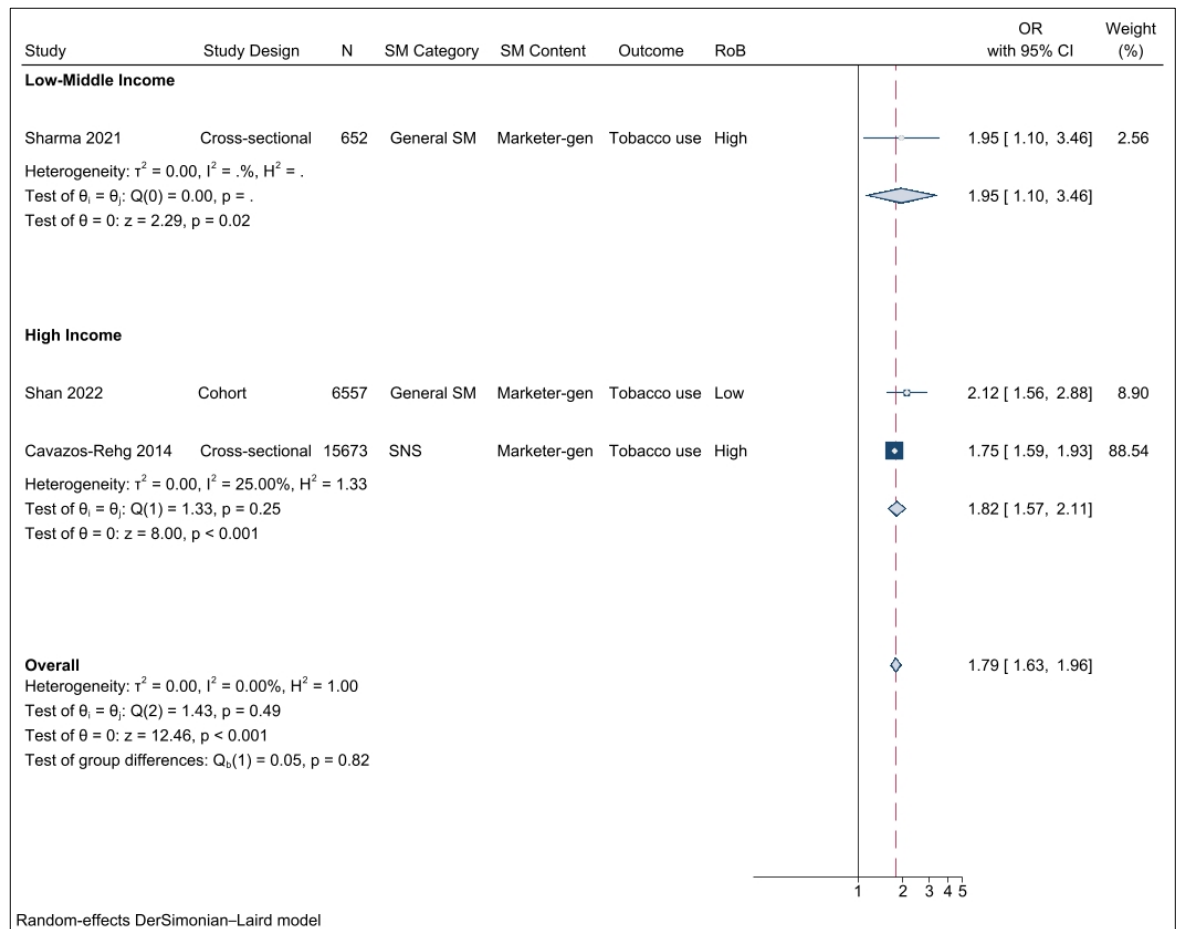 OR Weight
Study Study Design N SM Category SM Content Outcome RoB with 95% CI (%)
Low-Middle Income
Sharma 2021 Cross-sectional 652 General SM Marketer-gen Tobacco use High 1.95 [ 1.10, 3.46] 2.56
Heterogeneity: τ² = 0.00, I² = .%, H² = .
Test of θᵢ = θⱼ: Q(0) = 0.00, p = . 1.95 [ 1.10, 3.46]
Test of θ = 0: z = 2.29, p = 0.02
High Income
Shan 2022 Cohort 6557 General SM Marketer-gen Tobacco use Low 2.12 [ 1.56, 2.88] 8.90
Cavazos-Rehg 2014 Cross-sectional 15673 SNS Marketer-gen Tobacco use High 1.75 [ 1.59, 1.93] 88.54
Heterogeneity: τ² = 0.00, I² = 25.00%, H² = 1.33
Test of θᵢ = θⱼ: Q(1) = 1.33, p = 0.25 1.82 [ 1.57, 2.11]
Test of θ = 0: z = 8.00, p < 0.001
Overall 1.79 [ 1.63, 1.96]
Heterogeneity: τ² = 0.00, I² = 0.00%, H² = 1.00
Test of θᵢ = θⱼ: Q(2) = 1.43, p = 0.49
Test of θ = 0: z = 12.46, p < 0.001
Test of group differences: Q_b(1) = 0.05, p = 0.82
1 2 3 4 5
Random-effects DerSimonian–Laird model